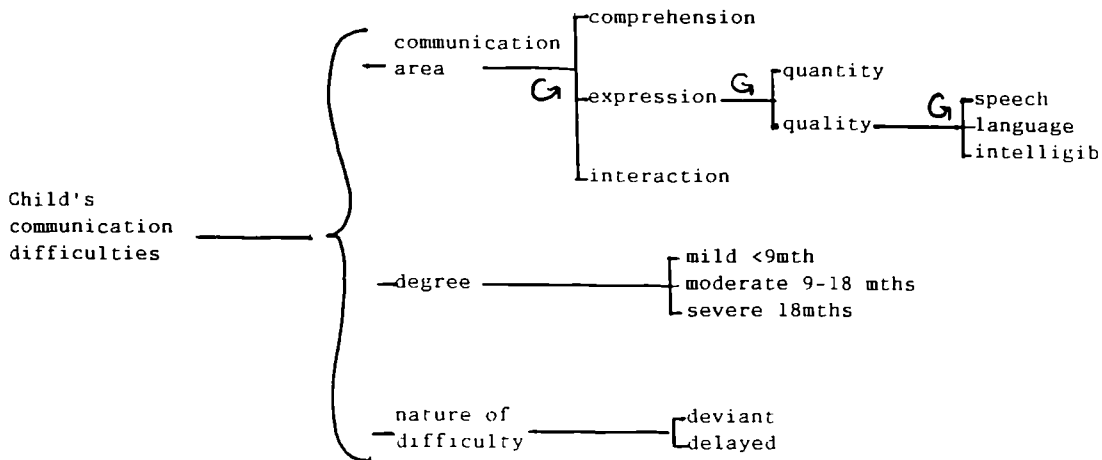 comprehension
communication
area
G
expression
G
quantity
quality
G
speech
language
intelligib
interaction
Child's
communication
difficulties
degree
mild <9mth
moderate 9-18 mths
severe 18mths
nature of
difficulty
deviant
delayed